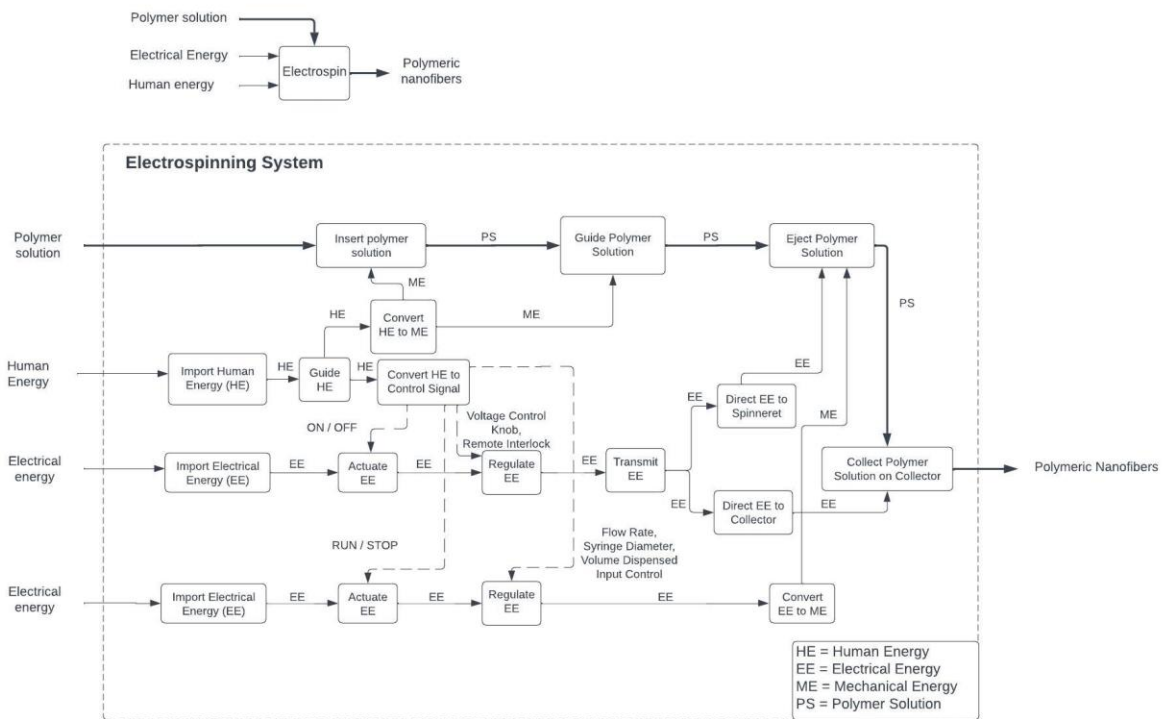 Polymer solution
Electrical Energy
Human energy
Electrospin
Polymeric
nanofibers
Electrospinning System
Polymer
solution
Insert polymer
solution
PS
Guide Polymer
Solution
PS
Eject Polymer
Solution
ME
HE
Convert
HE to ME
ME
PS
Human
Energy
Import Human
Energy (HE)
HE
Guide
HE
HE
Convert HE to
Control Signal
EE
Direct EE to
Spinneret
ME
ON / OFF
Voltage Control
Knob,
Remote Interlock
EE
Electrical
energy
Import Electrical
Energy (EE)
EE
Actuate
EE
EE
Regulate
EE
EE
Transmit
EE
Collect Polymer
Solution on Collector
Polymeric Nanofibers
EE
Direct EE to
Collector
EE
RUN / STOP
Flow Rate,
Syringe Diameter,
Volume Dispensed
Input Control
Electrical
energy
Import Electrical
Energy (EE)
EE
Actuate
EE
EE
Regulate
EE
EE
Convert
EE to ME
HE = Human Energy
EE = Electrical Energy
ME = Mechanical Energy
PS = Polymer Solution